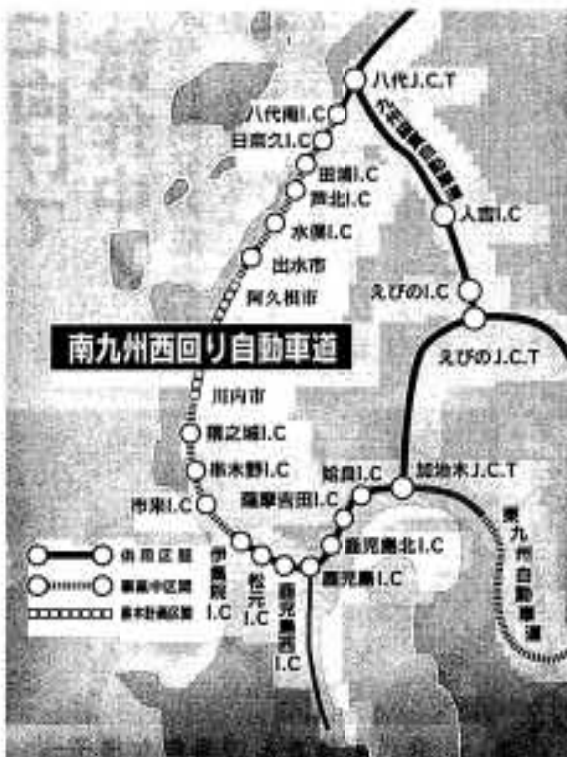 八代J.C.T
八代南I.C
日奈久I.C
田浦I.C
芦北I.C
人吉I.C
水俣I.C
出水市
阿久根市
えびのI.C
南九州西回り自動車道
えびのJ.C.T
川内市
隈之城I.C
串木野I.C
姶良I.C
加治木J.C.T
市来I.C
薩摩吉田I.C
鹿児島北I.C
鹿児島I.C
伊集院I.C
松元I.C
鹿児島西I.C
東九州自動車道
供用区間
事業中区間
基本計画区間